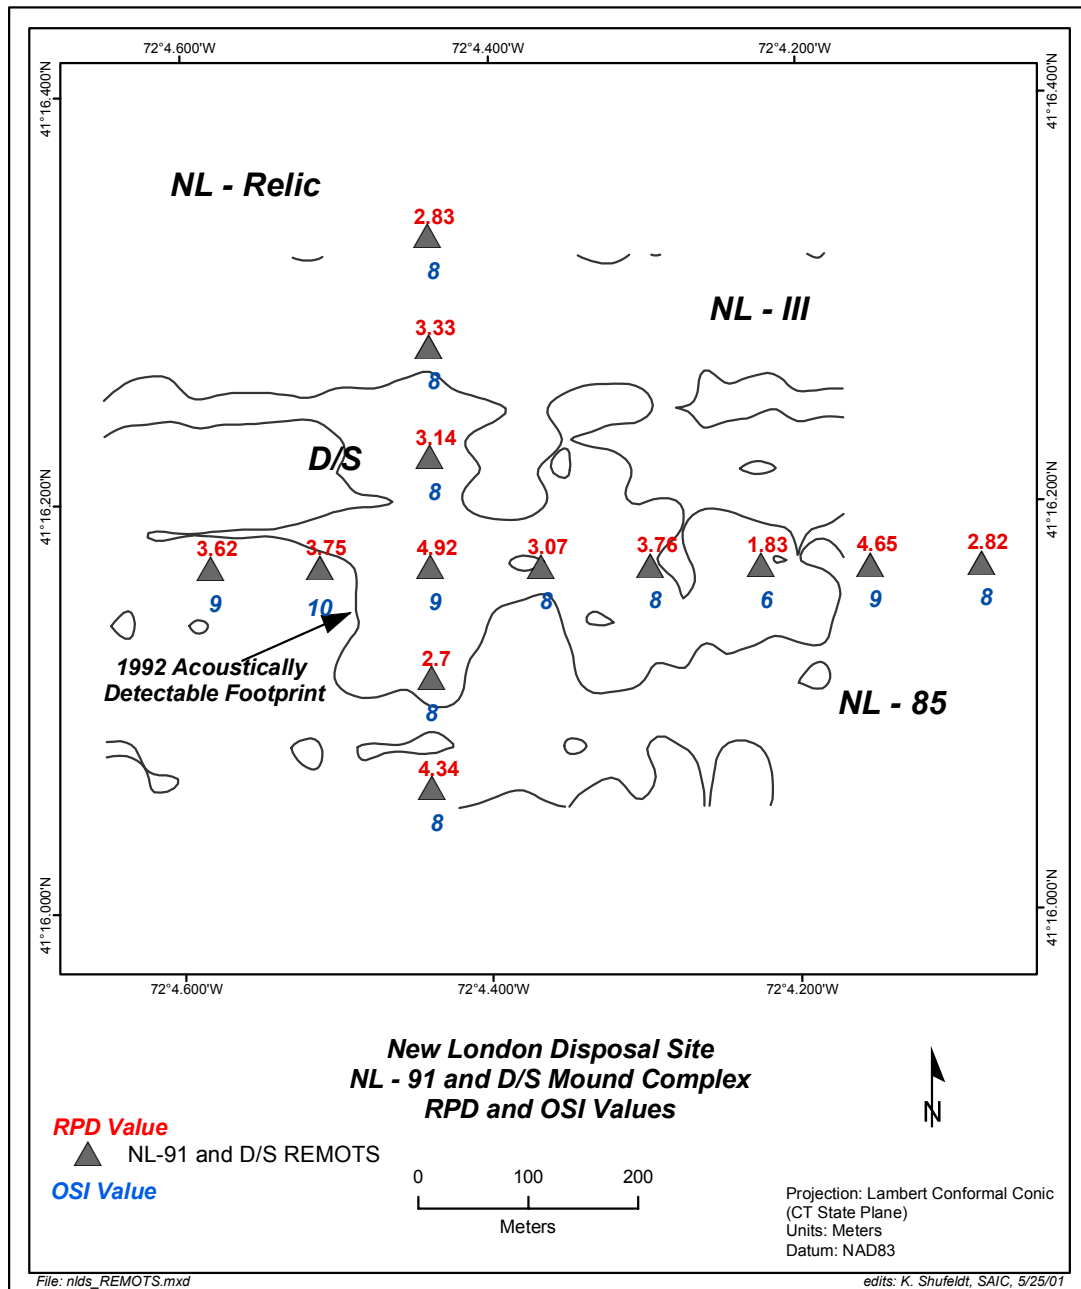 72°4.600'W 72°4.400'W 72°4.200'W
41°16.400'N 41°16.400'N
NL - Relic
2.83
8
NL - III
3.33
8
D/S
3.14
8
41°16.200'N 41°16.200'N
3.62 3.75 4.92 3.07 3.76 1.83 4.65 2.82
9 10 9 8 8 6 9 8
1992 Acoustically
Detectable Footprint
2.7
8
NL - 85
4.34
8
41°16.000'N 41°16.000'N
72°4.600'W 72°4.400'W 72°4.200'W
New London Disposal Site
NL - 91 and D/S Mound Complex
RPD and OSI Values
N
RPD Value
NL-91 and D/S REMOTS
OSI Value
0 100 200
Meters
Projection: Lambert Conformal Conic
(CT State Plane)
Units: Meters
Datum: NAD83
File: nlds_REMOTS.mxd
edits: K. Shufeldt, SAIC, 5/25/01